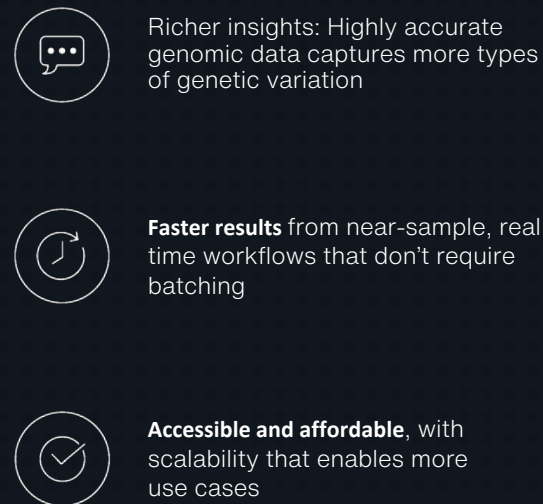 Richer insights: Highly accurate
genomic data captures more types
of genetic variation
Faster results from near-sample, real
time workflows that don’t require
batching
Accessible and affordable, with
scalability that enables more
use cases